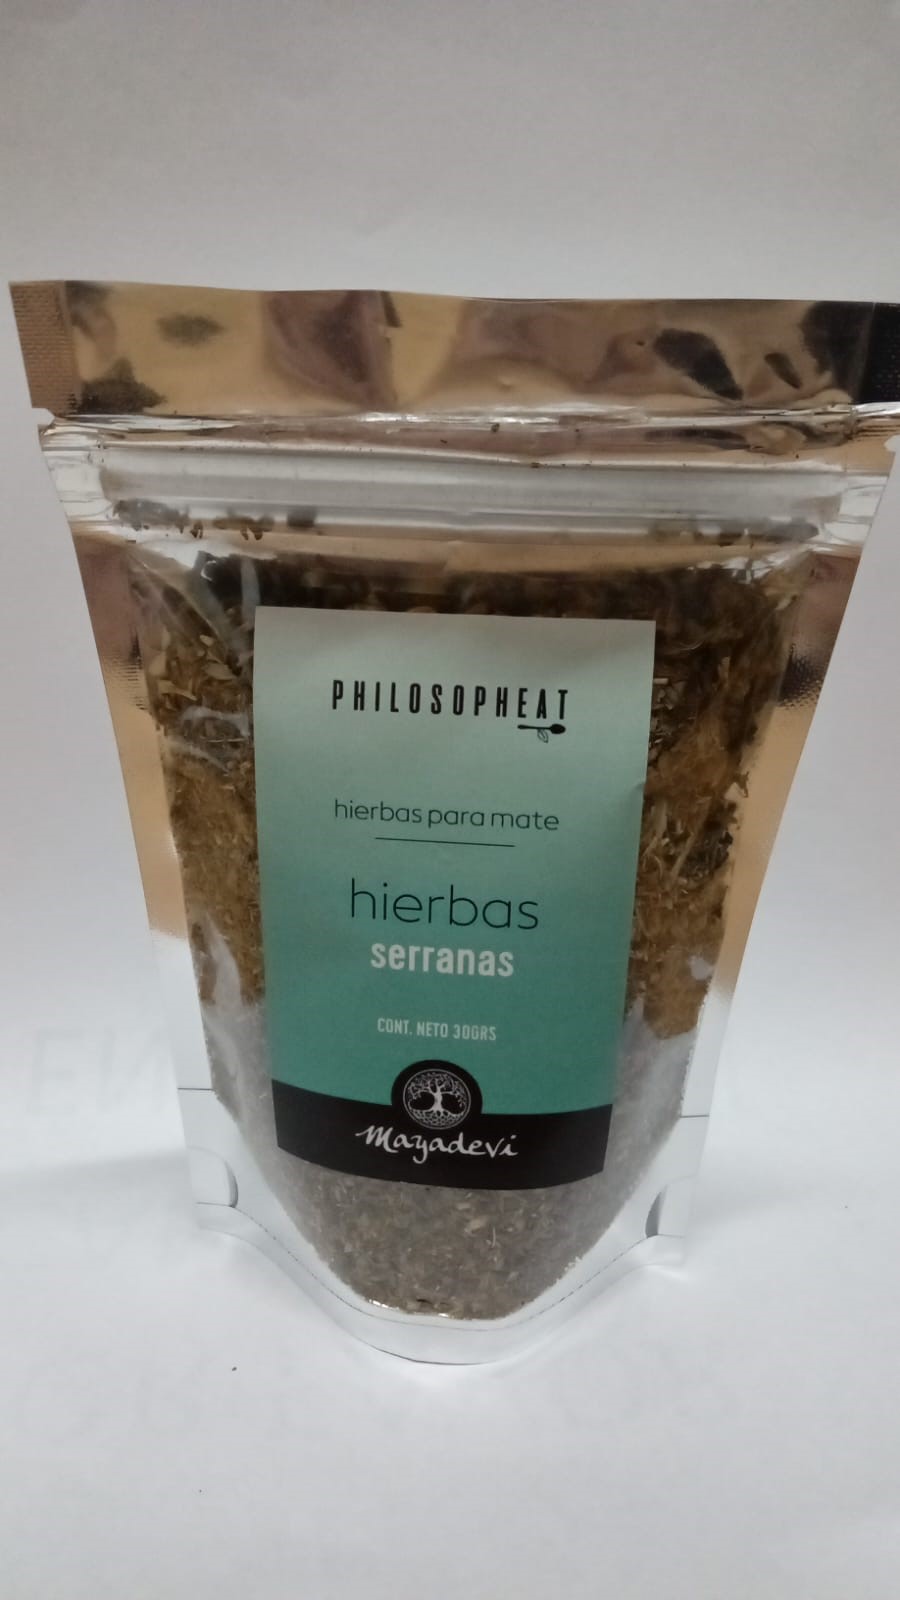 PHILOSOPHEAT
hierbas para mate
hierbas
serranas
CONT. NETO 30GRS
Mayadevi